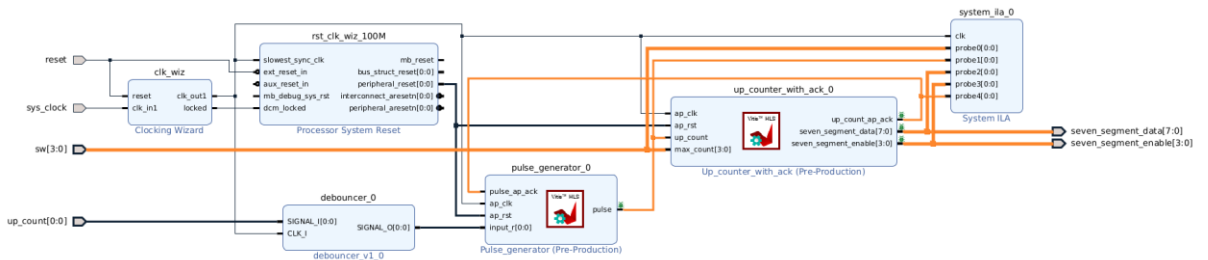 system_ila_0
clk
probe0[0:0]
probe1[0:0]
probe2[0:0]
probe3[0:0]
probe4[0:0]
System ILA
rst_clk_wiz_100M
slowest_sync_clk
ext_reset_in
aux_reset_in
mb_debug_sys_rst
dcm_locked
mb_reset
bus_struct_reset[0:0]
peripheral_reset[0:0]
interconnect_aresetn[0:0]
peripheral_aresetn[0:0]
Processor System Reset
reset
sys_clock
clk_wiz
reset
clk_in1
clk_out1
locked
Clocking Wizard
up_counter_with_ack_0
ap_clk
ap_rst
up_count
max_count[3:0]
Vitis™ HLS
up_count_ap_ack
seven_segment_data[7:0]
seven_segment_enable[3:0]
Up_counter_with_ack (Pre-Production)
seven_segment_data[7:0]
seven_segment_enable[3:0]
sw[3:0]
pulse_generator_0
pulse_ap_ack
ap_clk
ap_rst
input_r[0:0]
Vitis™ HLS
pulse
Pulse_generator (Pre-Production)
up_count[0:0]
debouncer_0
SIGNAL_I[0:0]
CLK_I
SIGNAL_O[0:0]
debouncer_v1_0